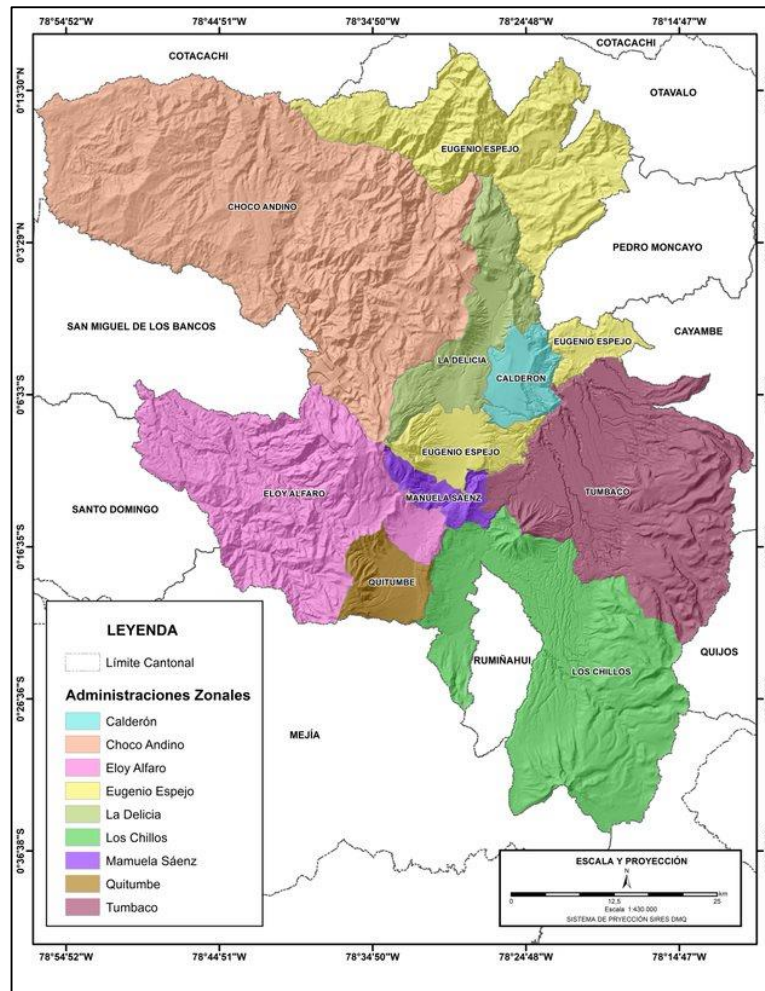 78°54'52"W 78°44'51"W 78°34'50"W 78°24'48"W 78°14'47"W
COTACACHI
COTACACHI
OTAVALO
0°13'30"N
EUGENIO ESPEJO
CHOCO ANDINO
0°3'29"N
PEDRO MONCAYO
SAN MIGUEL DE LOS BANCOS
CAYAMBE
EUGENIO ESPEJO
LA DELICIA
CALDERÓN
0°6'33"S
EUGENIO ESPEJO
ELOY ALFARO
MANUELA SÁENZ
TUMBACO
SANTO DOMINGO
0°16'35"S
QUITUMBE
RUMIÑAHUI
QUIJOS
LOS CHILLOS
0°26'36"S
MEJÍA
0°36'38"S
LEYENDA
Límite Cantonal
Administraciones Zonales
Calderón
Choco Andino
Eloy Alfaro
Eugenio Espejo
La Delicia
Los Chillos
Mamuela Sáenz
Quitumbe
Tumbaco
ESCALA Y PROYECCIÓN
N
0 12,5 25 km
Escala 1:430.000
SISTEMA DE PRYECCIÓN SIRES DMQ
78°54'52"W 78°44'51"W 78°34'50"W 78°24'48"W 78°14'47"W